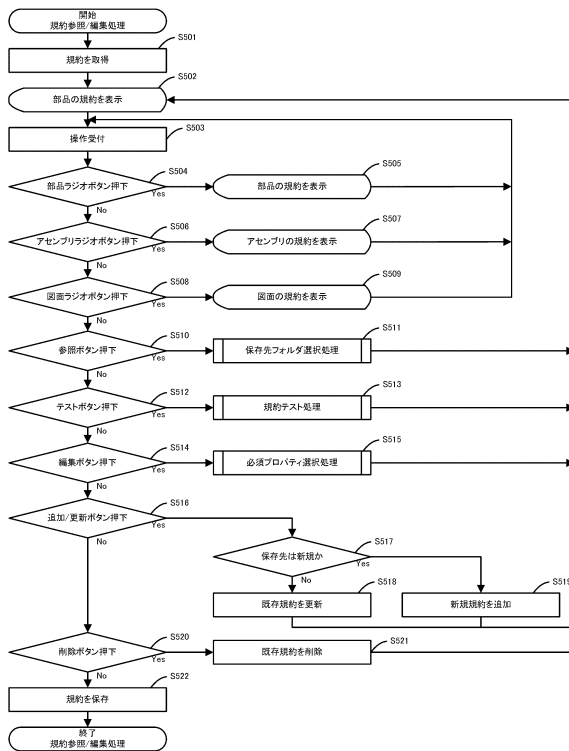 開始
規約参照/編集処理
S501
規約を取得
S502
部品の規約を表示
S503
操作受付
S504
部品ラジオボタン押下
Yes
No
S505
部品の規約を表示
S506
アセンブリラジオボタン押下
Yes
No
S507
アセンブリの規約を表示
S508
図面ラジオボタン押下
Yes
No
S509
図面の規約を表示
S510
参照ボタン押下
Yes
No
S511
保存先フォルダ選択処理
S512
テストボタン押下
Yes
No
S513
規約テスト処理
S514
編集ボタン押下
Yes
No
S515
必須プロパティ選択処理
S516
追加/更新ボタン押下
Yes
No
S517
保存先は新規か
Yes
No
S518
既存規約を更新
S519
新規規約を追加
S520
削除ボタン押下
Yes
No
S521
既存規約を削除
S522
規約を保存
終了
規約参照/編集処理